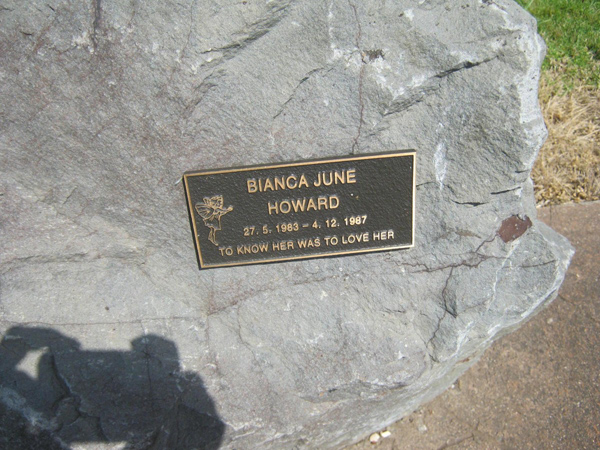 BIANCA JUNE
HOWARD
27. 5. 1983 – 4. 12. 1987
TO KNOW HER WAS TO LOVE HER